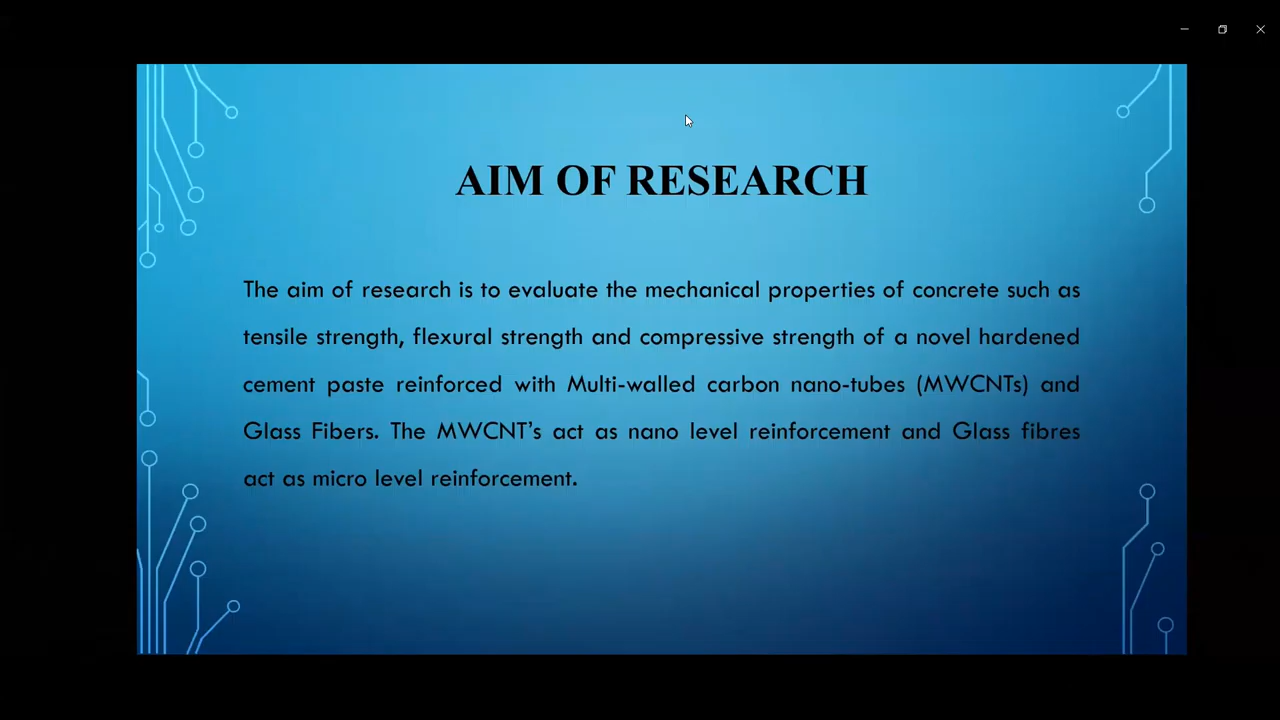 AIM OF RESEARCH
The aim of research is to evaluate the mechanical properties of concrete such as
tensile strength, flexural strength and compressive strength of a novel hardened
cement paste reinforced with Multi-walled carbon nano-tubes (MWCNTs) and
Glass Fibers. The MWCNT’s act as nano level reinforcement and Glass fibres
act as micro level reinforcement.